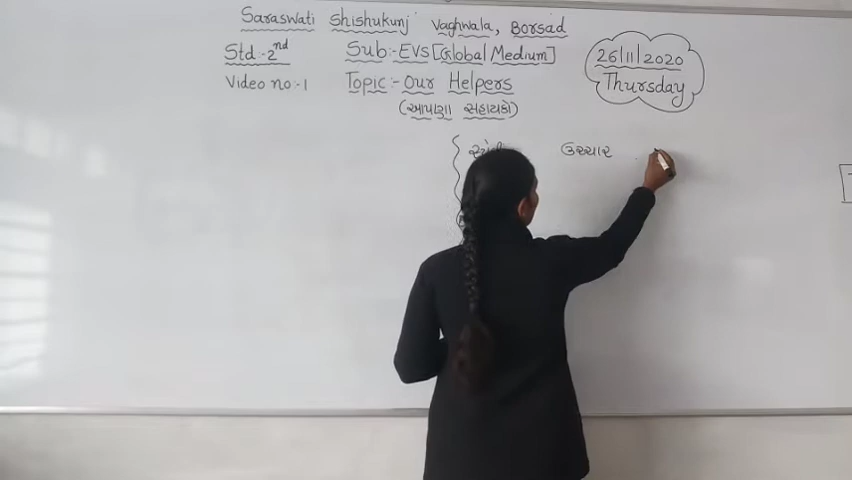 Saraswati Shishukunj Vaghwala, Borsad
Std :- 2nd Sub:- EVS [Global Medium] 26/11/2020
Video no:-1 Topic:- Our Helpers Thursday
(આપણા સહાયકો)
ઉચ્ચાર